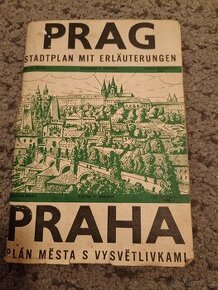 PRAG
STADTPLAN MIT ERLÄUTERUNGEN
PRAHA
PLÁN MĚSTA S VYSVĚTLIVKAMI